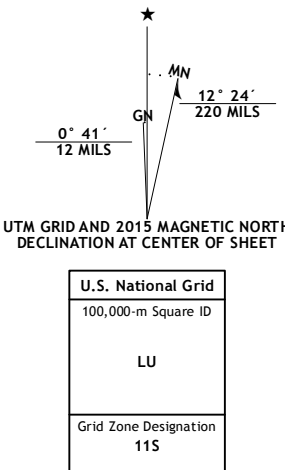 MN
GN
12° 24´
220 MILS
0° 41´
12 MILS
UTM GRID AND 2015 MAGNETIC NORTH
DECLINATION AT CENTER OF SHEET
U.S. National Grid
100,000-m Square ID
LU
Grid Zone Designation
11S